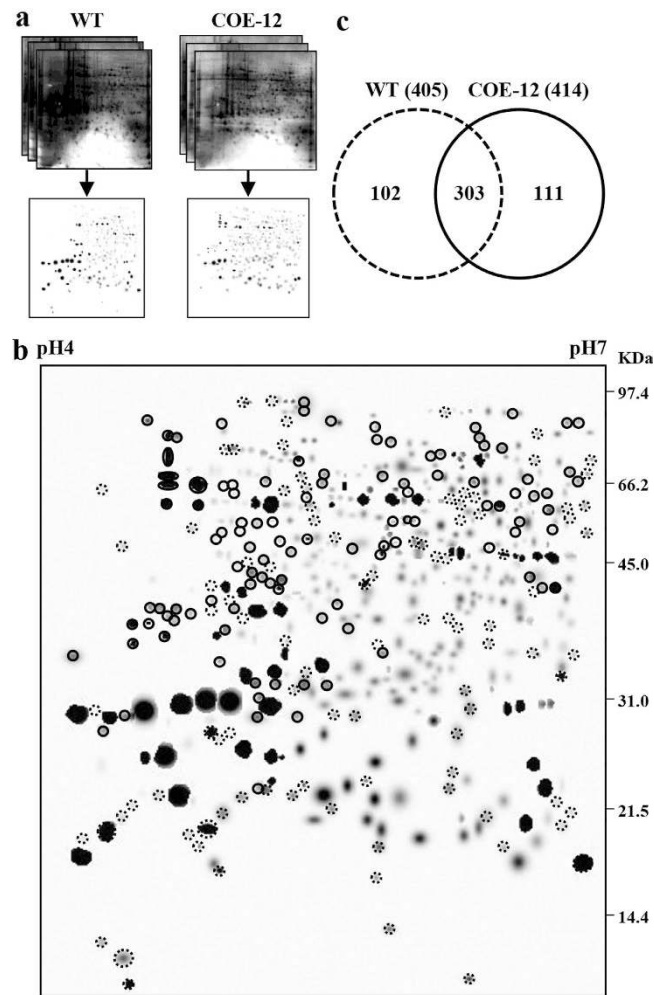 a
WT
COE-12
c
WT (405)
COE-12 (414)
102
303
111
b
pH4
pH7
KDa
97.4
66.2
45.0
31.0
21.5
14.4